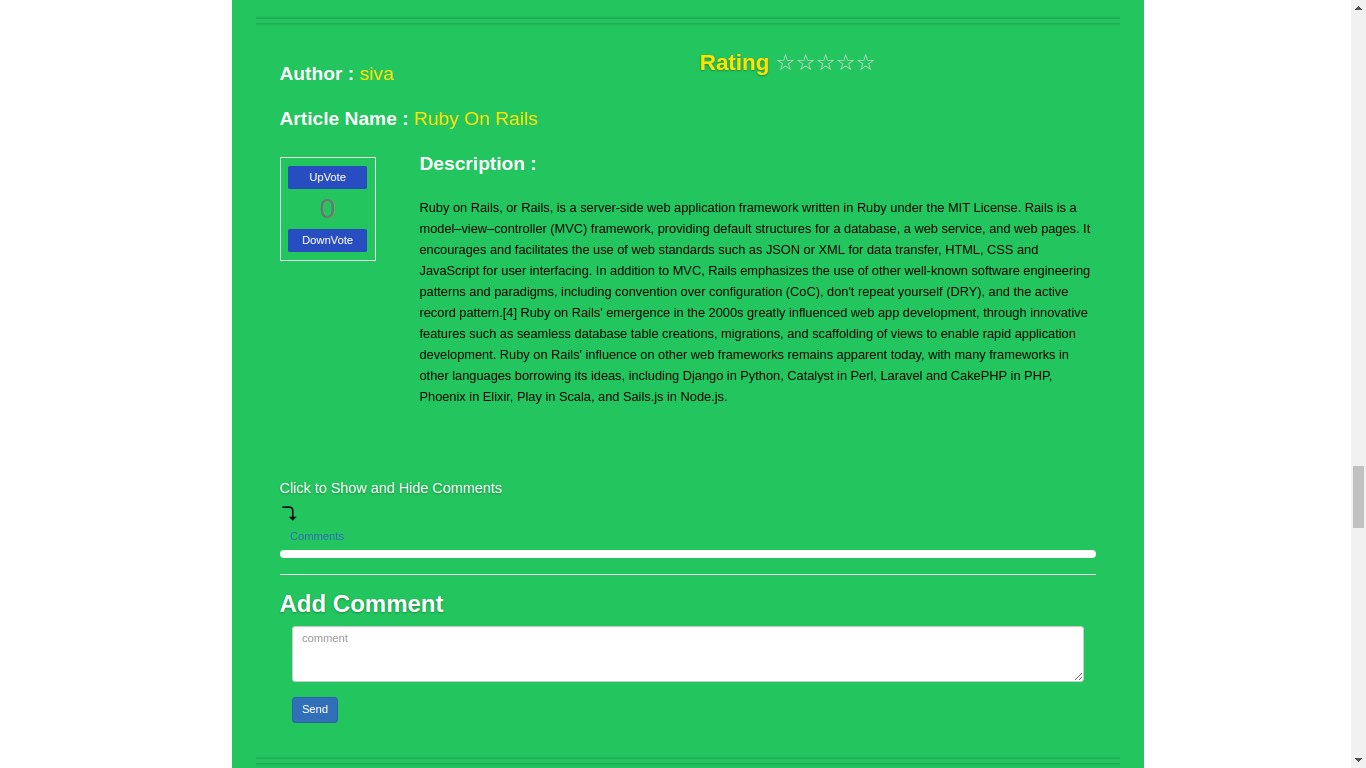 Rating ☆☆☆☆☆
Author : siva
Article Name : Ruby On Rails
UpVote
0
DownVote
Description :
Ruby on Rails, or Rails, is a server-side web application framework written in Ruby under the MIT License. Rails is a
model–view–controller (MVC) framework, providing default structures for a database, a web service, and web pages. It
encourages and facilitates the use of web standards such as JSON or XML for data transfer, HTML, CSS and
JavaScript for user interfacing. In addition to MVC, Rails emphasizes the use of other well-known software engineering
patterns and paradigms, including convention over configuration (CoC), don't repeat yourself (DRY), and the active
record pattern.[4] Ruby on Rails' emergence in the 2000s greatly influenced web app development, through innovative
features such as seamless database table creations, migrations, and scaffolding of views to enable rapid application
development. Ruby on Rails' influence on other web frameworks remains apparent today, with many frameworks in
other languages borrowing its ideas, including Django in Python, Catalyst in Perl, Laravel and CakePHP in PHP,
Phoenix in Elixir, Play in Scala, and Sails.js in Node.js.
Click to Show and Hide Comments
Comments
Add Comment
comment
Send